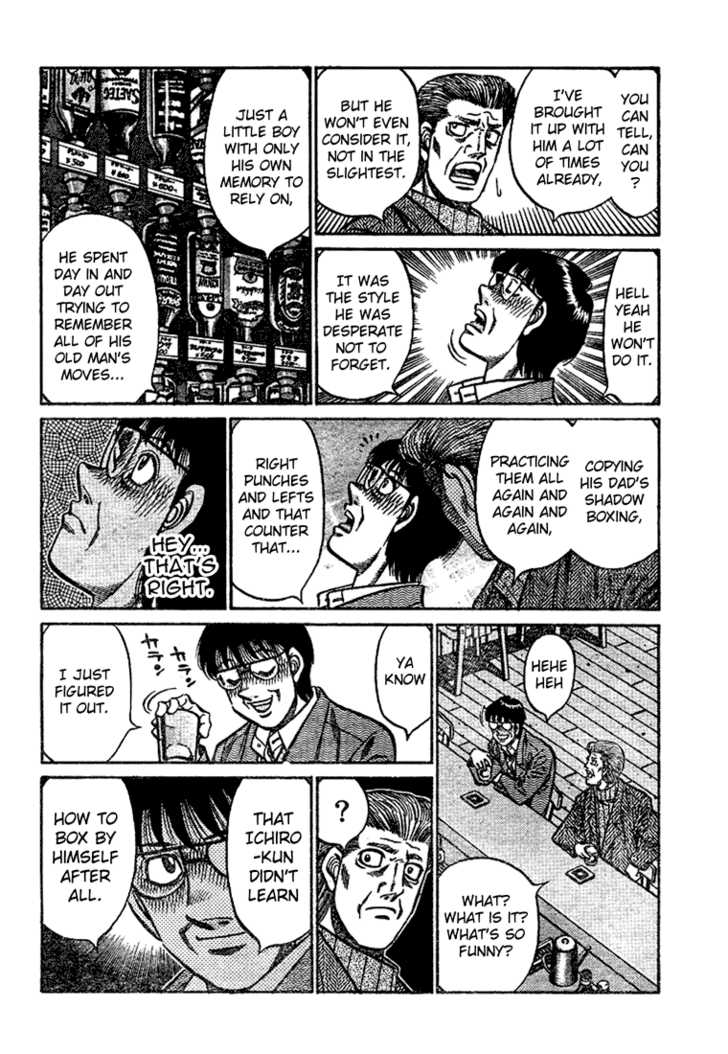 YOU
CAN
TELL,
CAN
YOU
?
I'VE
BROUGHT
IT UP WITH
HIM A LOT
OF TIMES
ALREADY,
BUT HE
WON'T EVEN
CONSIDER IT,
NOT IN THE
SLIGHTEST.
HELL
YEAH
HE
WON'T
DO IT.
IT WAS
THE STYLE
HE WAS
DESPERATE
NOT TO
FORGET.
JUST A
LITTLE BOY
WITH ONLY
HIS OWN
MEMORY TO
RELY ON,
HE SPENT
DAY IN AND
DAY OUT
TRYING TO
REMEMBER
ALL OF HIS
OLD MAN'S
MOVES...
SAETEC
COPYING
HIS DAD'S
SHADOW
BOXING,
PRACTICING
THEM ALL
AGAIN AND
AGAIN AND
AGAIN,
RIGHT
PUNCHES
AND LEFTS
AND THAT
COUNTER
THAT...
HEY...
THAT'S
RIGHT.
HEHE
HEH
WHAT?
WHAT IS IT?
WHAT'S SO
FUNNY?
YA
KNOW
カラン
カラン
I JUST
FIGURED
IT OUT.
?
THAT
ICHIRO
-KUN
DIDN'T
LEARN
HOW TO
BOX BY
HIMSELF
AFTER
ALL.